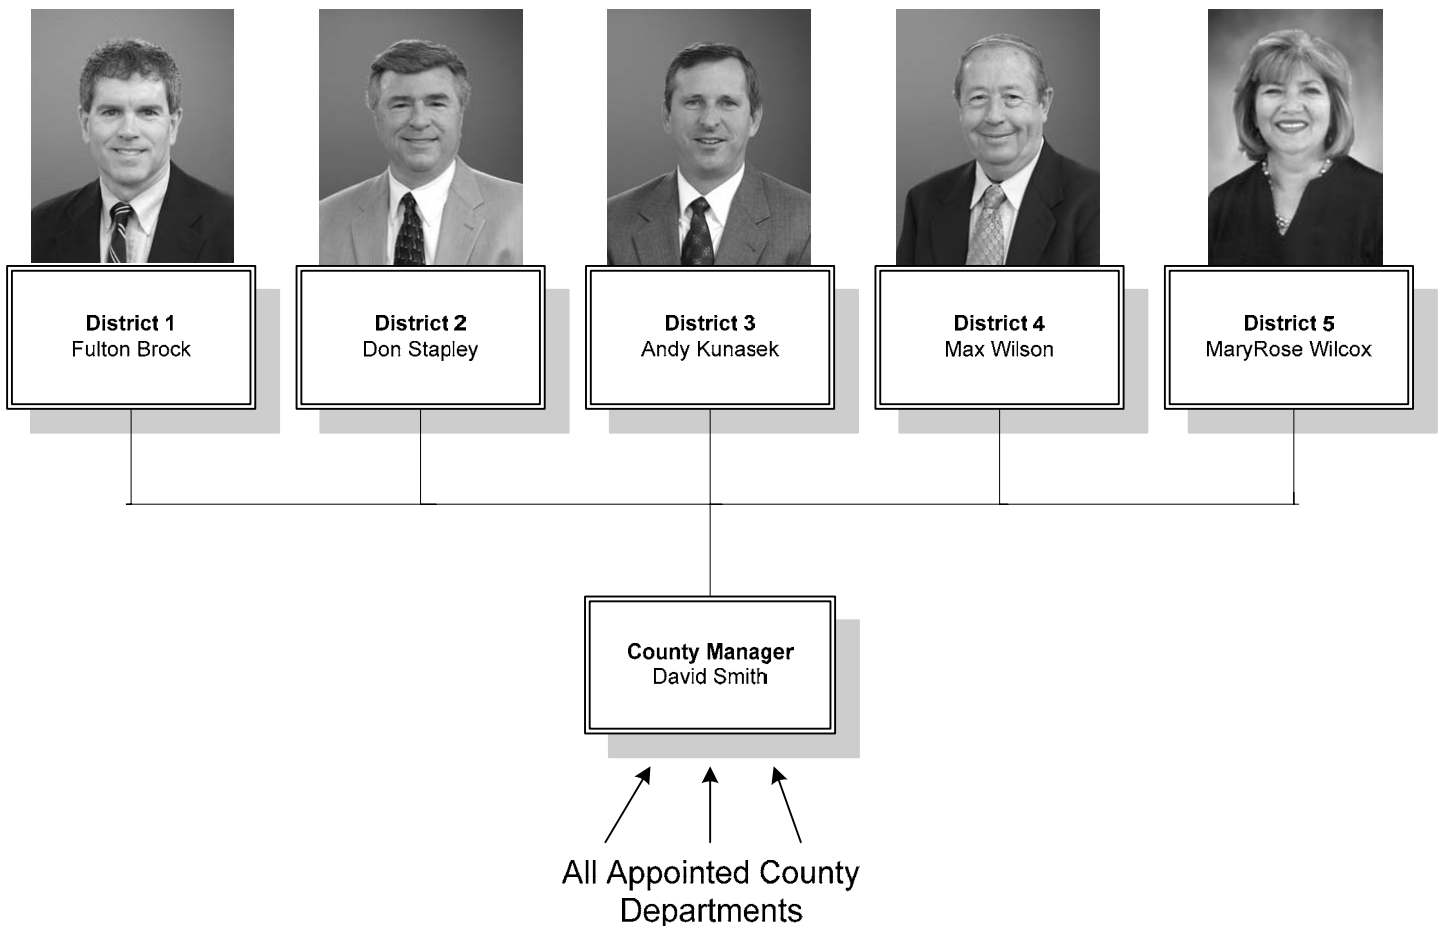 District 1
Fulton Brock
District 2
Don Stapley
District 3
Andy Kunasek
District 4
Max Wilson
District 5
MaryRose Wilcox
County Manager
David Smith
All Appointed County
Departments